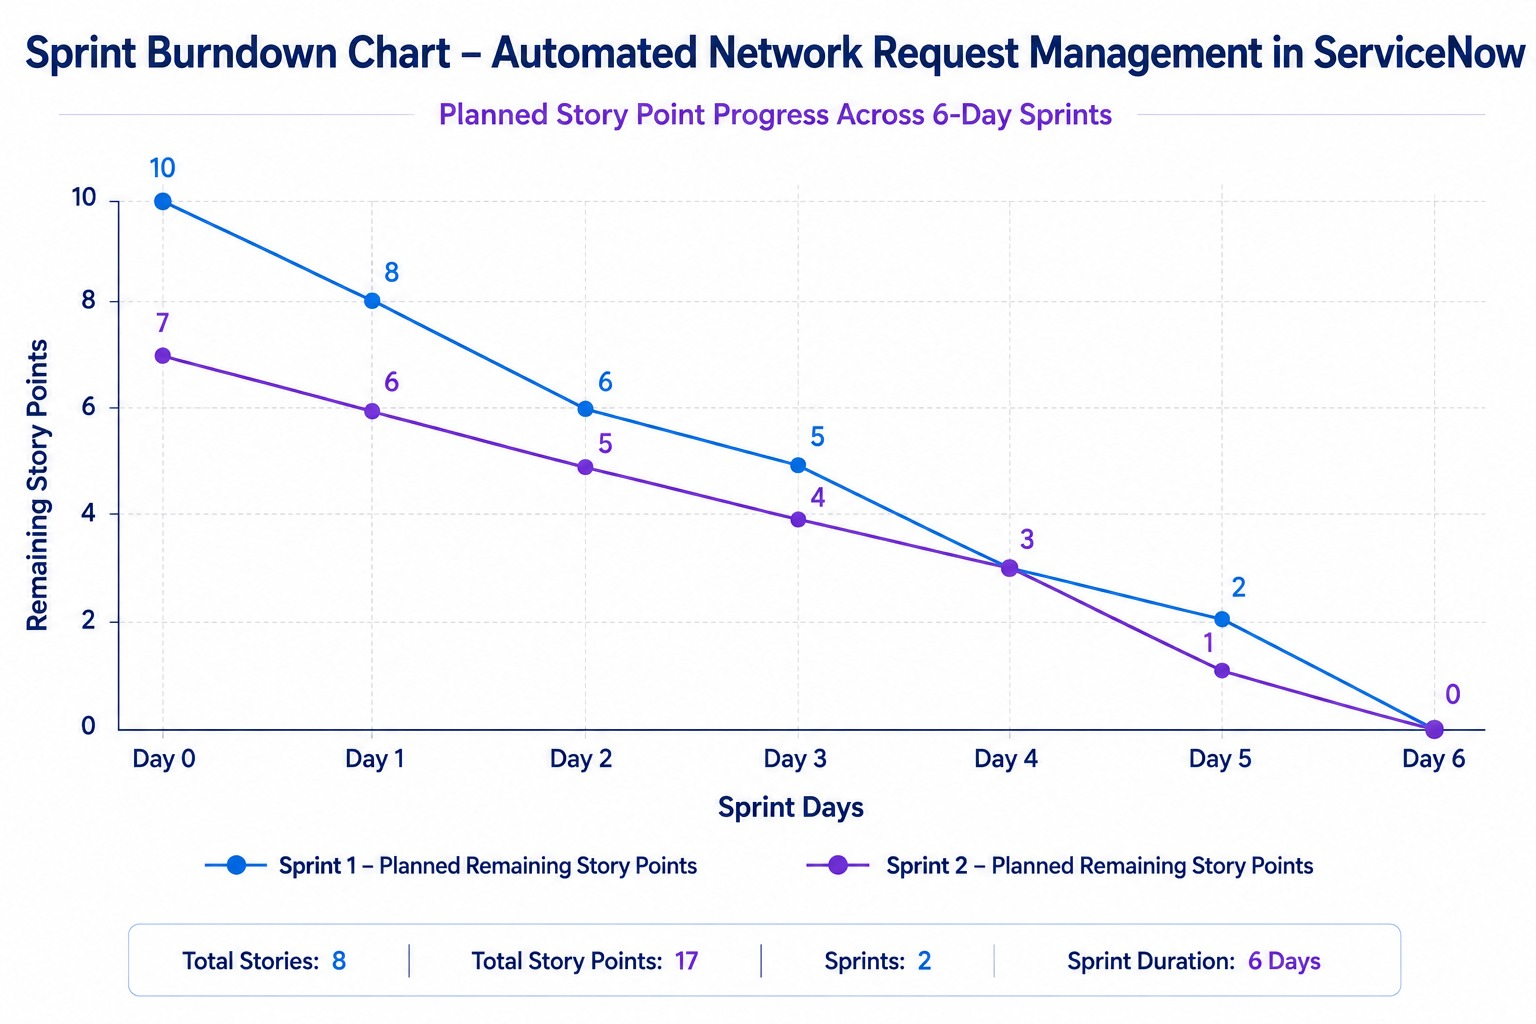 Sprint Burndown Chart – Automated Network Request Management in ServiceNow
Planned Story Point Progress Across 6-Day Sprints
Remaining Story Points
10
8
6
4
2
0
10
8
6
5
2
7
6
5
4
3
1
0
Day 0
Day 1
Day 2
Day 3
Day 4
Day 5
Day 6
Sprint Days
Sprint 1 – Planned Remaining Story Points
Sprint 2 – Planned Remaining Story Points
Total Stories: 8
Total Story Points: 17
Sprints: 2
Sprint Duration: 6 Days